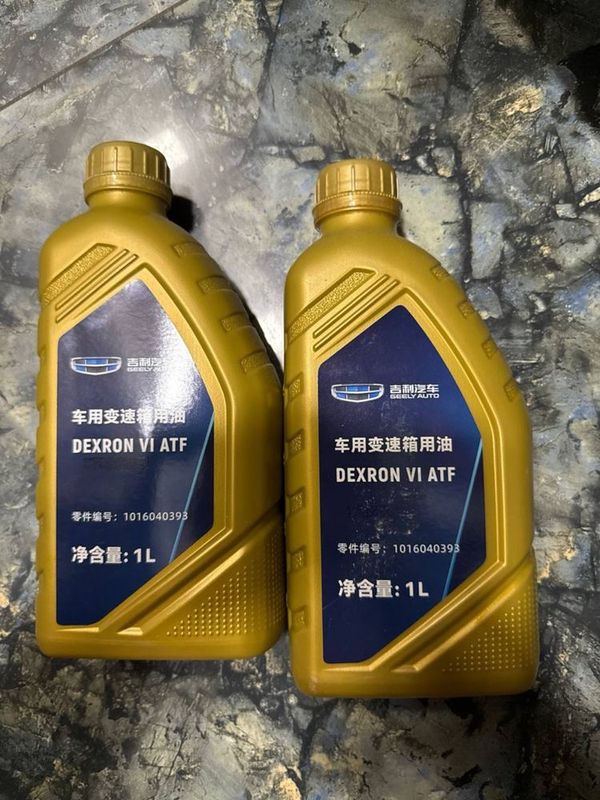 吉利汽车
GEELY AUTO
车用变速箱用油
DEXRON VI ATF
零件编号：1016040393
净含量：1L
吉利汽车
GEELY AUTO
车用变速箱用油
DEXRON VI ATF
零件编号：1016040393
净含量：1L